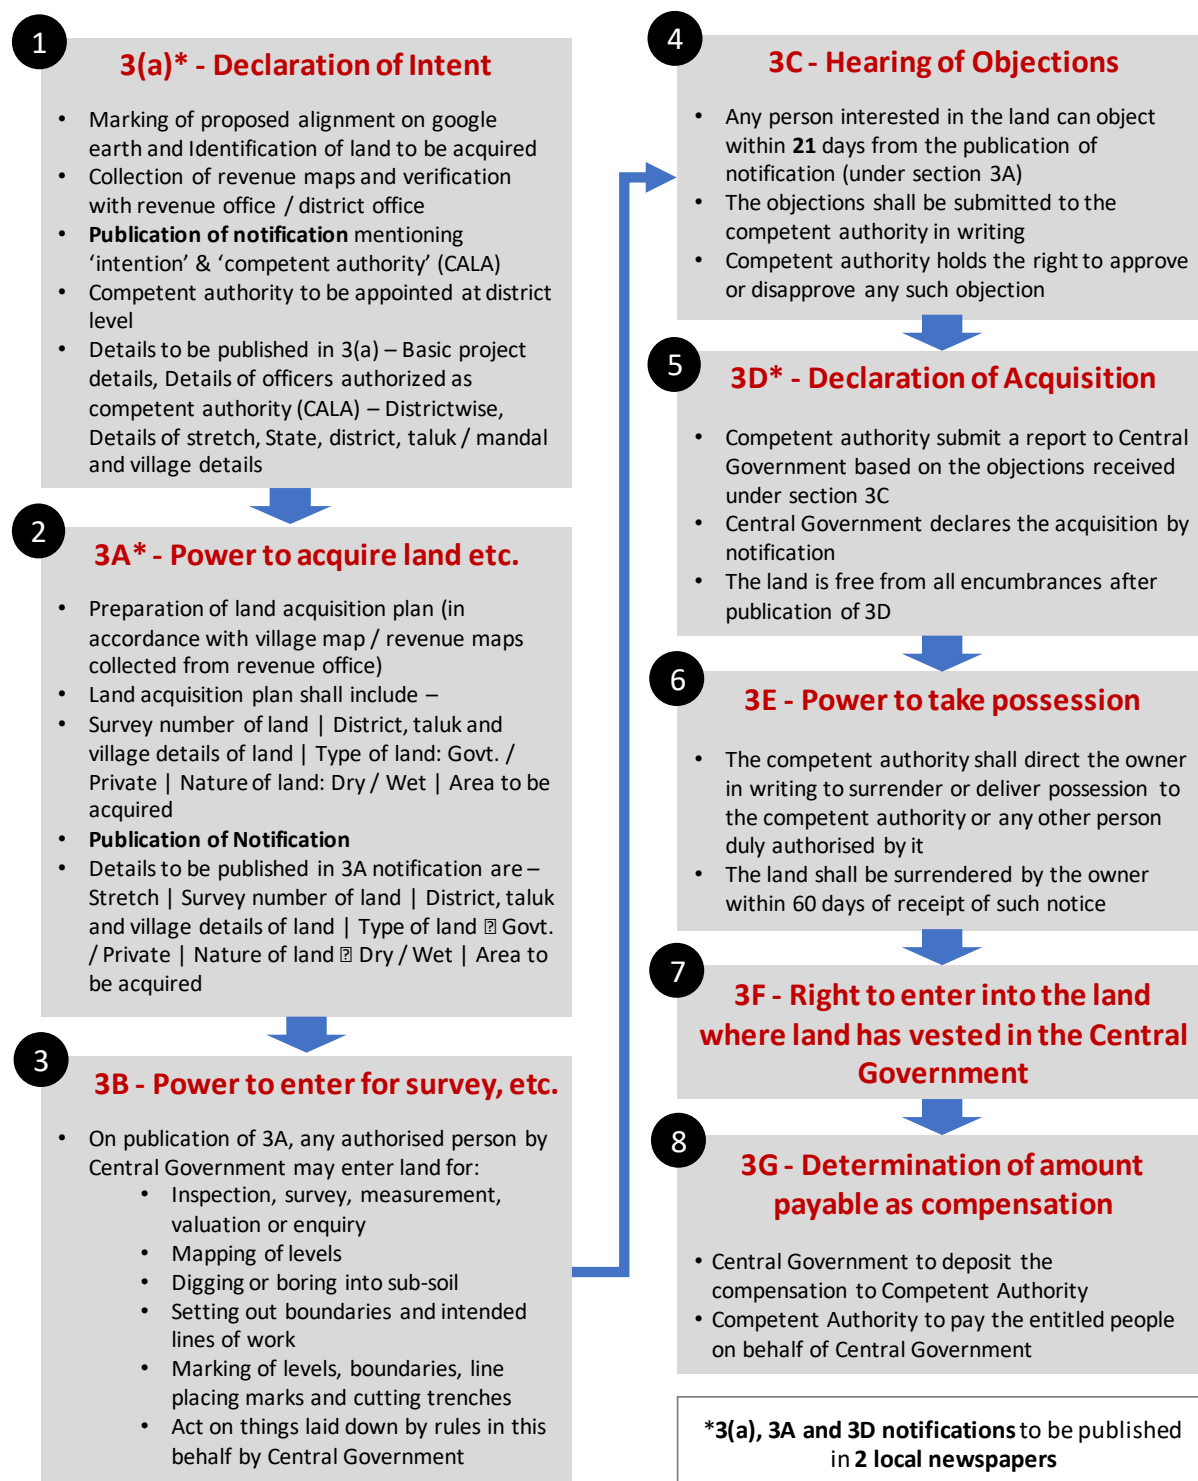 1
3(a)* - Declaration of Intent
• Marking of proposed alignment on google
earth and Identification of land to be acquired
• Collection of revenue maps and verification
with revenue office / district office
• Publication of notification mentioning
‘intention’ & ‘competent authority’ (CALA)
• Competent authority to be appointed at district
level
• Details to be published in 3(a) – Basic project
details, Details of officers authorized as
competent authority (CALA) – Districtwise,
Details of stretch, State, district, taluk / mandal
and village details
2
3A* - Power to acquire land etc.
• Preparation of land acquisition plan (in
accordance with village map / revenue maps
collected from revenue office)
• Land acquisition plan shall include –
• Survey number of land | District, taluk and
village details of land | Type of land: Govt. /
Private | Nature of land: Dry / Wet | Area to be
acquired
• Publication of Notification
• Details to be published in 3A notification are –
Stretch | Survey number of land | District, taluk
and village details of land | Type of land ⍰ Govt.
/ Private | Nature of land ⍰ Dry / Wet | Area to
be acquired
3
3B - Power to enter for survey, etc.
• On publication of 3A, any authorised person by
Central Government may enter land for:
• Inspection, survey, measurement,
valuation or enquiry
• Mapping of levels
• Digging or boring into sub-soil
• Setting out boundaries and intended
lines of work
• Marking of levels, boundaries, line
placing marks and cutting trenches
• Act on things laid down by rules in this
behalf by Central Government
4
3C - Hearing of Objections
• Any person interested in the land can object
within 21 days from the publication of
notification (under section 3A)
• The objections shall be submitted to the
competent authority in writing
• Competent authority holds the right to approve
or disapprove any such objection
5
3D* - Declaration of Acquisition
• Competent authority submit a report to Central
Government based on the objections received
under section 3C
• Central Government declares the acquisition by
notification
• The land is free from all encumbrances after
publication of 3D
6
3E - Power to take possession
• The competent authority shall direct the owner
in writing to surrender or deliver possession to
the competent authority or any other person
duly authorised by it
• The land shall be surrendered by the owner
within 60 days of receipt of such notice
7
3F - Right to enter into the land
where land has vested in the Central
Government
8
3G - Determination of amount
payable as compensation
• Central Government to deposit the
compensation to Competent Authority
• Competent Authority to pay the entitled people
on behalf of Central Government
*3(a), 3A and 3D notifications to be published
in 2 local newspapers